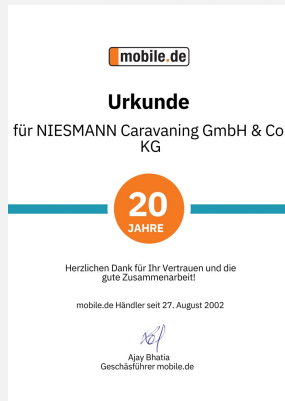 mobile.de
Urkunde
für NIESMANN Caravaning GmbH & Co
KG
20
JAHRE
Herzlichen Dank für Ihr Vertrauen und die
gute Zusammenarbeit!
mobile.de Händler seit 27. August 2002
Ajay Bhatia
Geschäsführer mobile.de